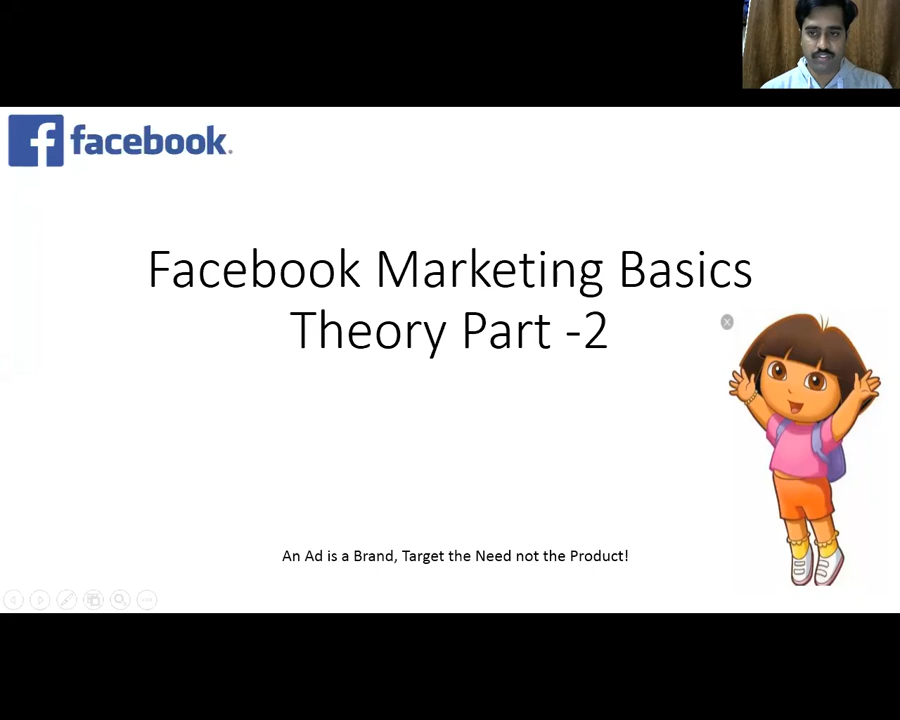 facebook.
Facebook Marketing Basics
Theory Part -2
An Ad is a Brand, Target the Need not the Product!